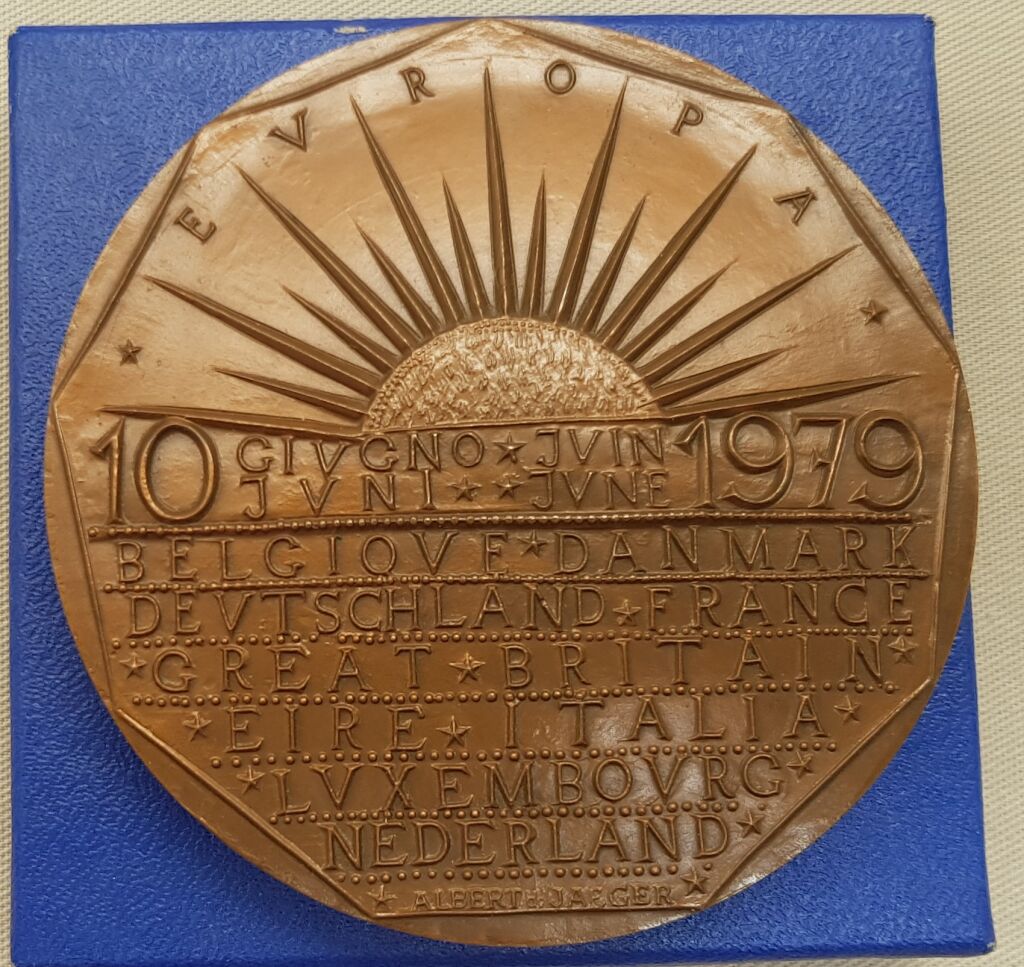 EVROPA
10 GIVGNO JVIN 1979
JVNI JVNE
BELGIQVE DANMARK
DEVTSCHLAND FRANCE
GREAT BRITAIN
EIRE ITALIA
LVXEMBOVRG
NEDERLAND
ALBERT de JAEGER